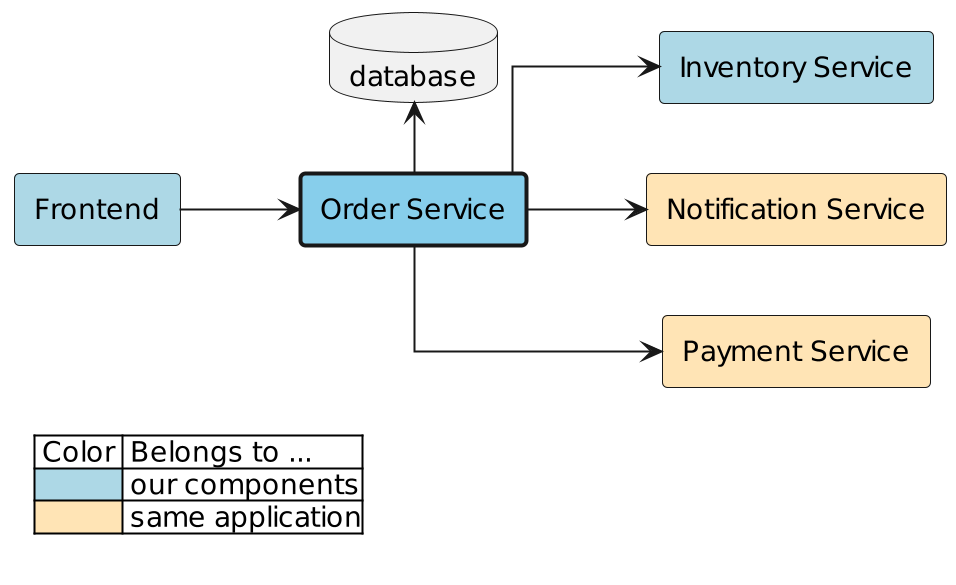 database
Inventory Service
Frontend
Order Service
Notification Service
Payment Service
Color Belongs to ...
our components
same application